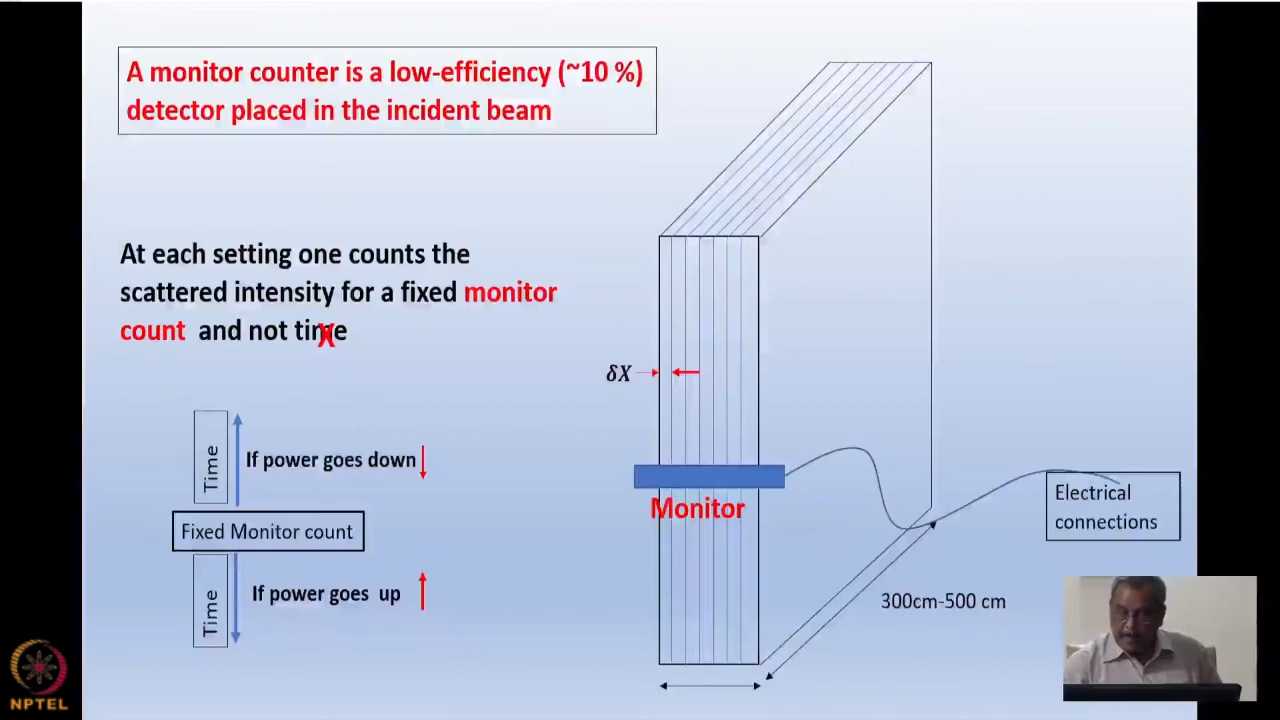 A monitor counter is a low-efficiency (~10 %)
detector placed in the incident beam
At each setting one counts the
scattered intensity for a fixed monitor
count and not time
X
δX
Time
If power goes down
Fixed Monitor count
Time
If power goes up
Monitor
Electrical
connections
300cm-500 cm
NPTEL